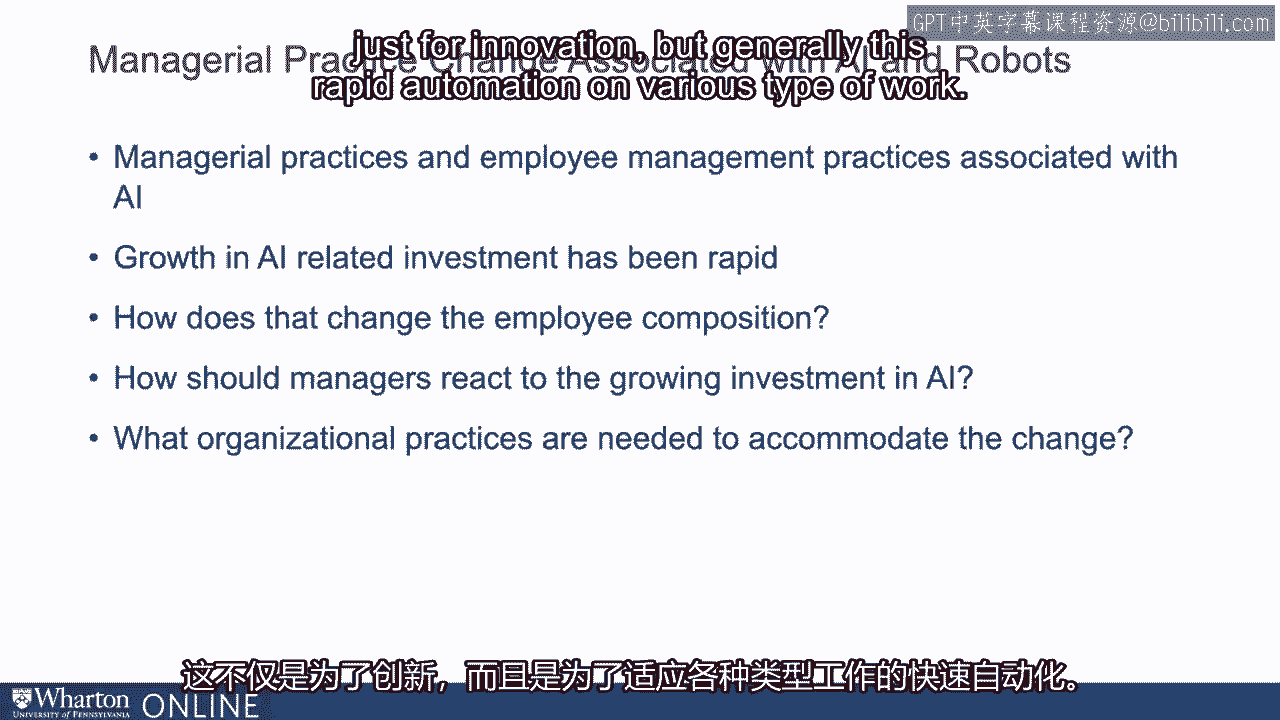 GPT中英字幕课程资源@bilibili.com
just for innovation, but generally this
Managerial Practice Change Associated with AI and Robots
rapid automation on various type of work.
• Managerial practices and employee management practices associated with
AI
• Growth in AI related investment has been rapid
• How does that change the employee composition?
• How should managers react to the growing investment in AI?
• What organizational practices are needed to accommodate the change?
这不仅是为了创新，而且是为了适应各种类型工作的快速自动化。
Wharton ONLINE
UNIVERSITY of PENNSYLVANIA